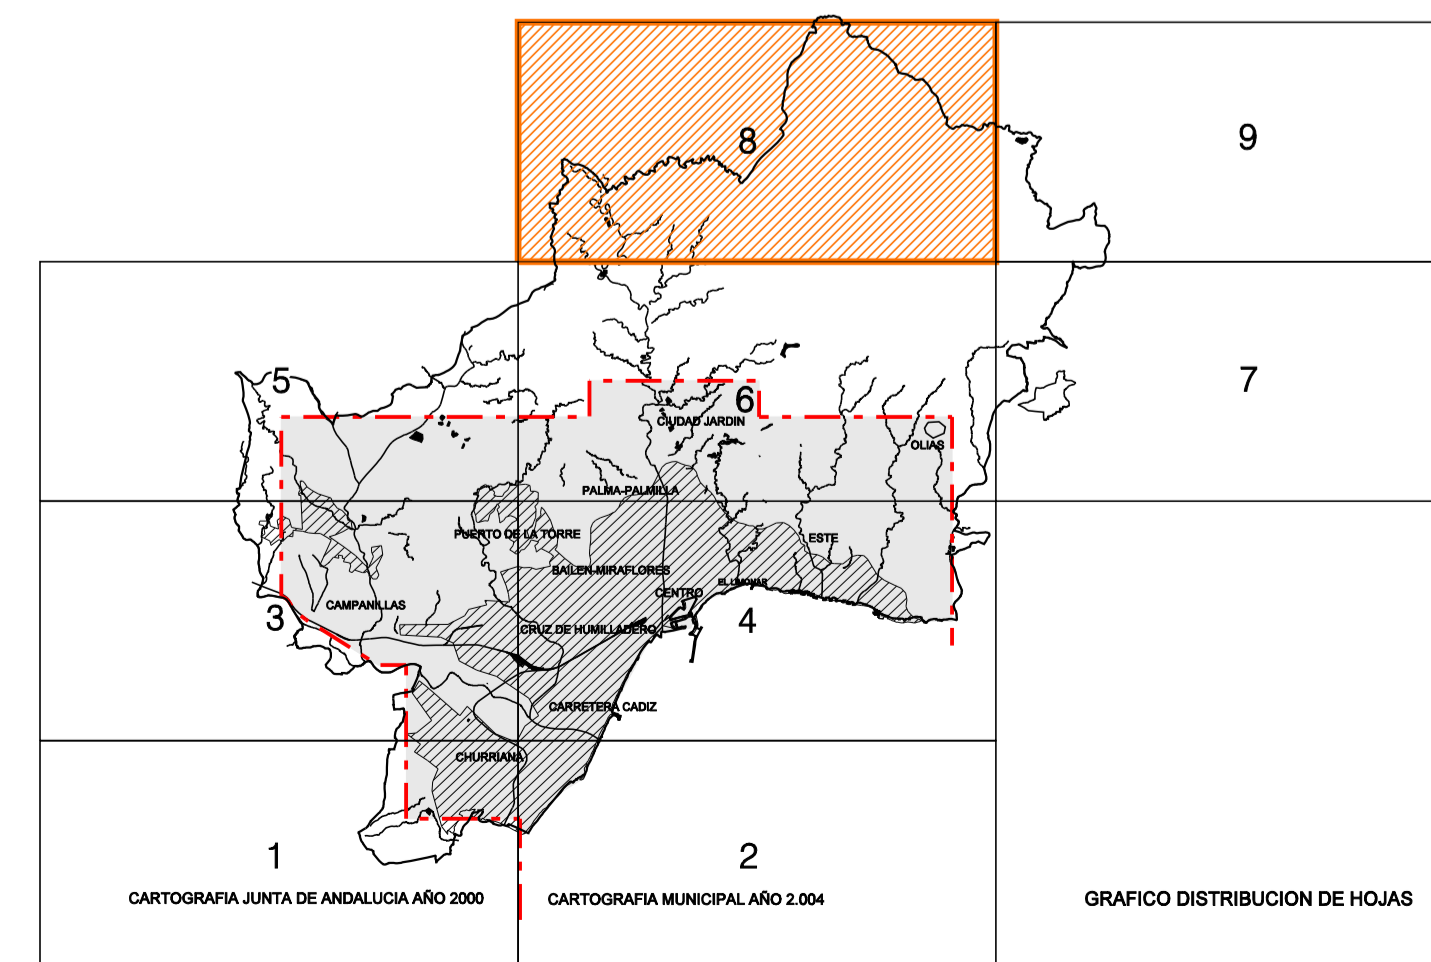 8
9
5
6
7
CIUDAD JARDIN
OLIAS
PALMA-PALMILLA
PUERTO DE LA TORRE
ESTE
BAILEN-MIRAFLORES
EL LIMONAR
CENTRO
CAMPANILLAS
3
4
CRUZ DE HUMILLADERO
CARRETERA CADIZ
CHURRIANA
1
2
CARTOGRAFIA JUNTA DE ANDALUCIA AÑO 2000
CARTOGRAFIA MUNICIPAL AÑO 2.004
GRAFICO DISTRIBUCION DE HOJAS